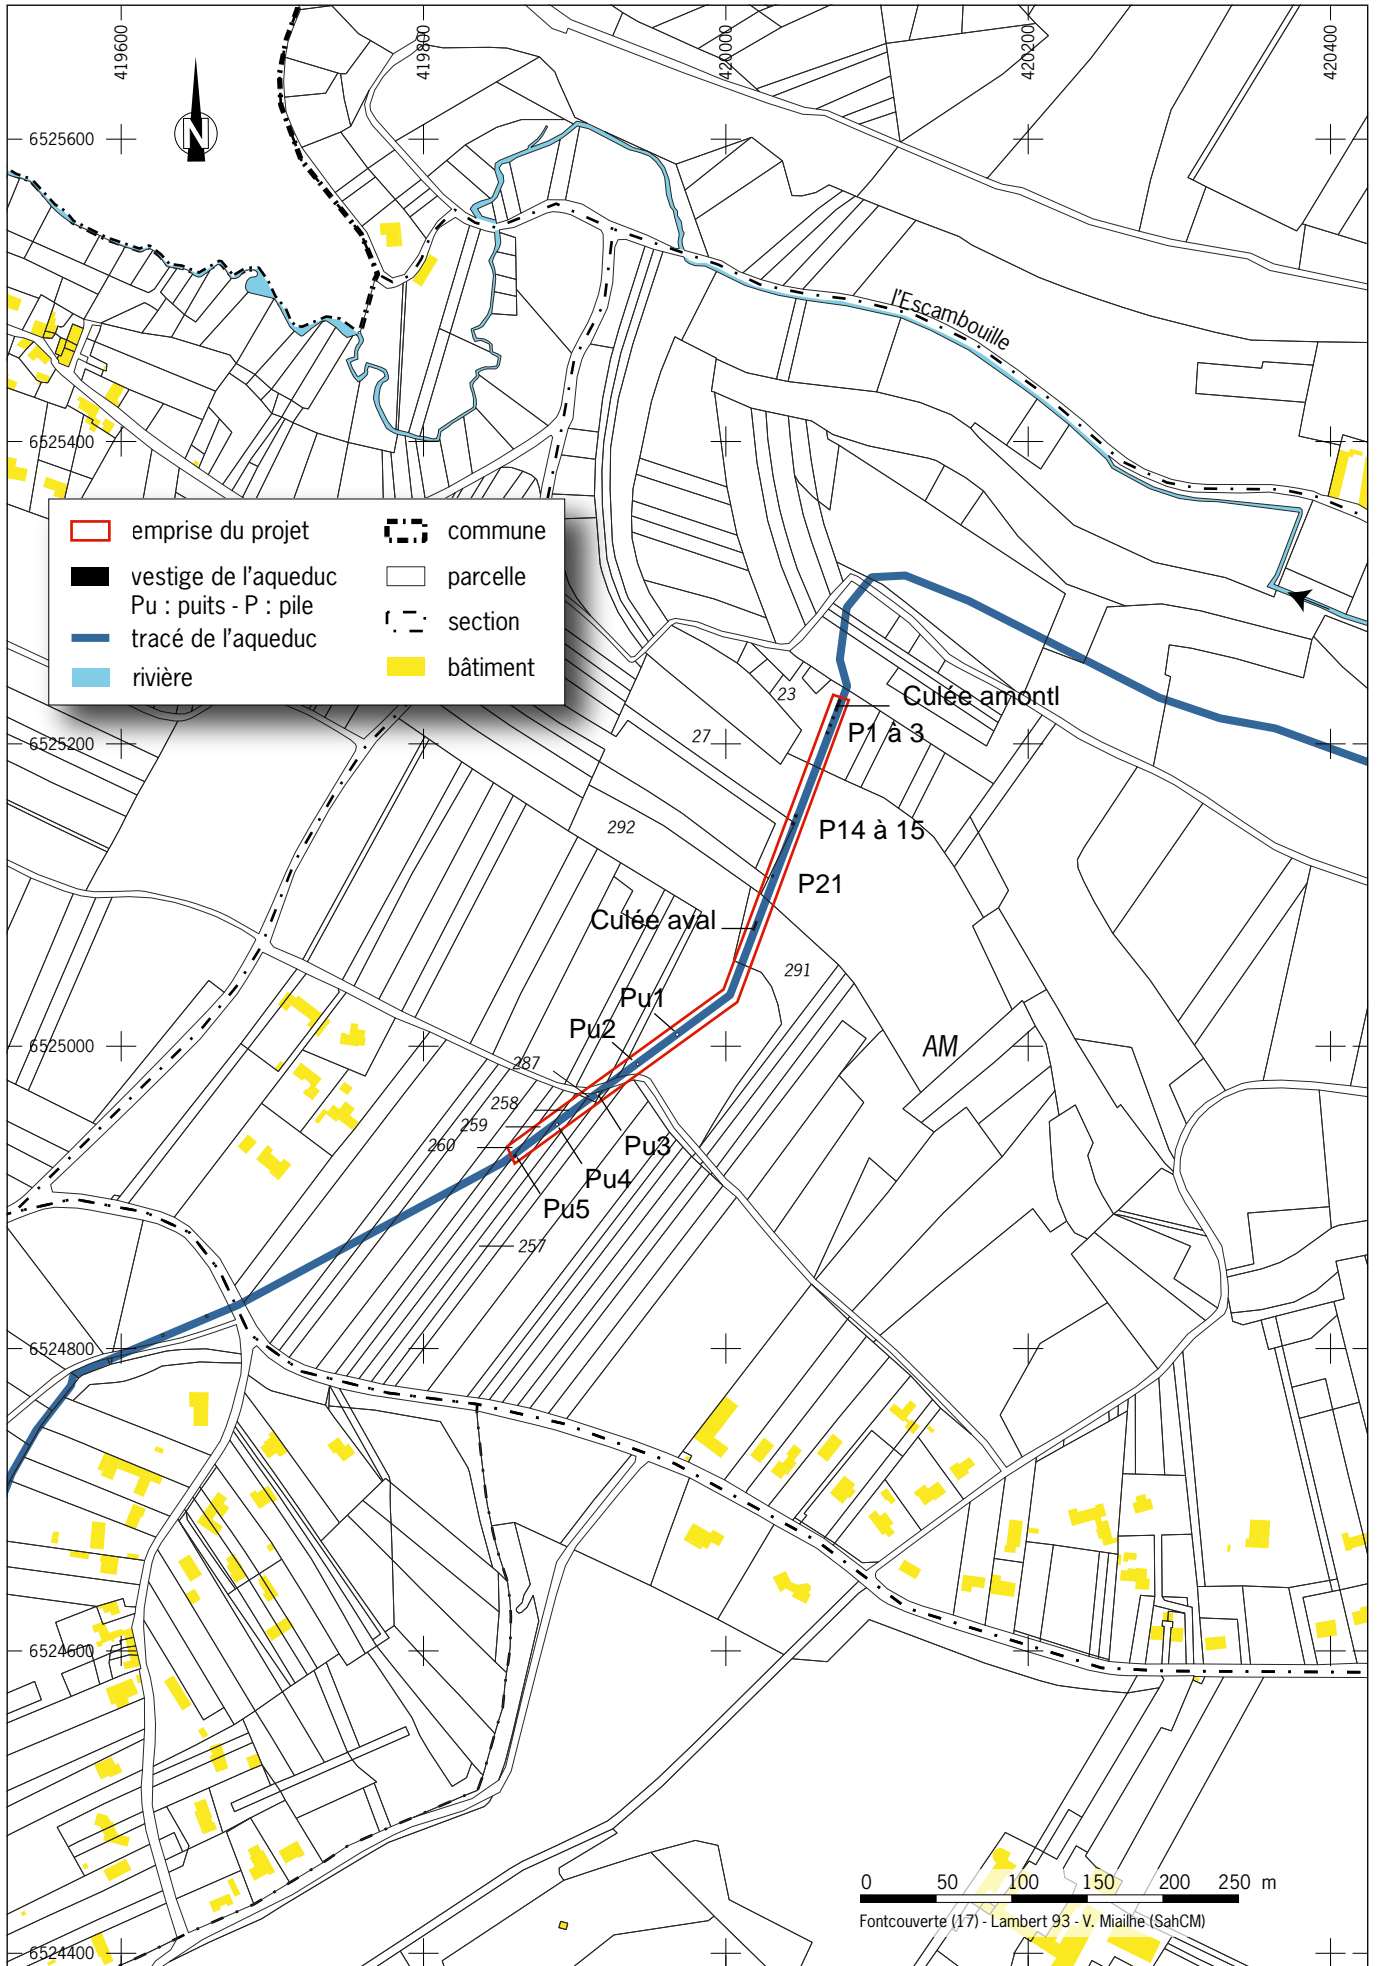 419600
419800
420000
420200
420400
N
6525600
l'Escambouille
6525400
emprise du projet
commune
vestige de l'aqueduc
Pu : puits - P : pile
parcelle
section
tracé de l'aqueduc
rivière
bâtiment
23
Culée amontl
27
P1 à 3
6525200
292
P14 à 15
P21
Culée aval
291
Pu1
Pu2
AM
6525000
287
258
259
260
Pu3
Pu4
Pu5
257
6524800
6524600
0 50 100 150 200 250 m
Fontcouverte (17) - Lambert 93 - V. Miailhe (SahCM)
6524400